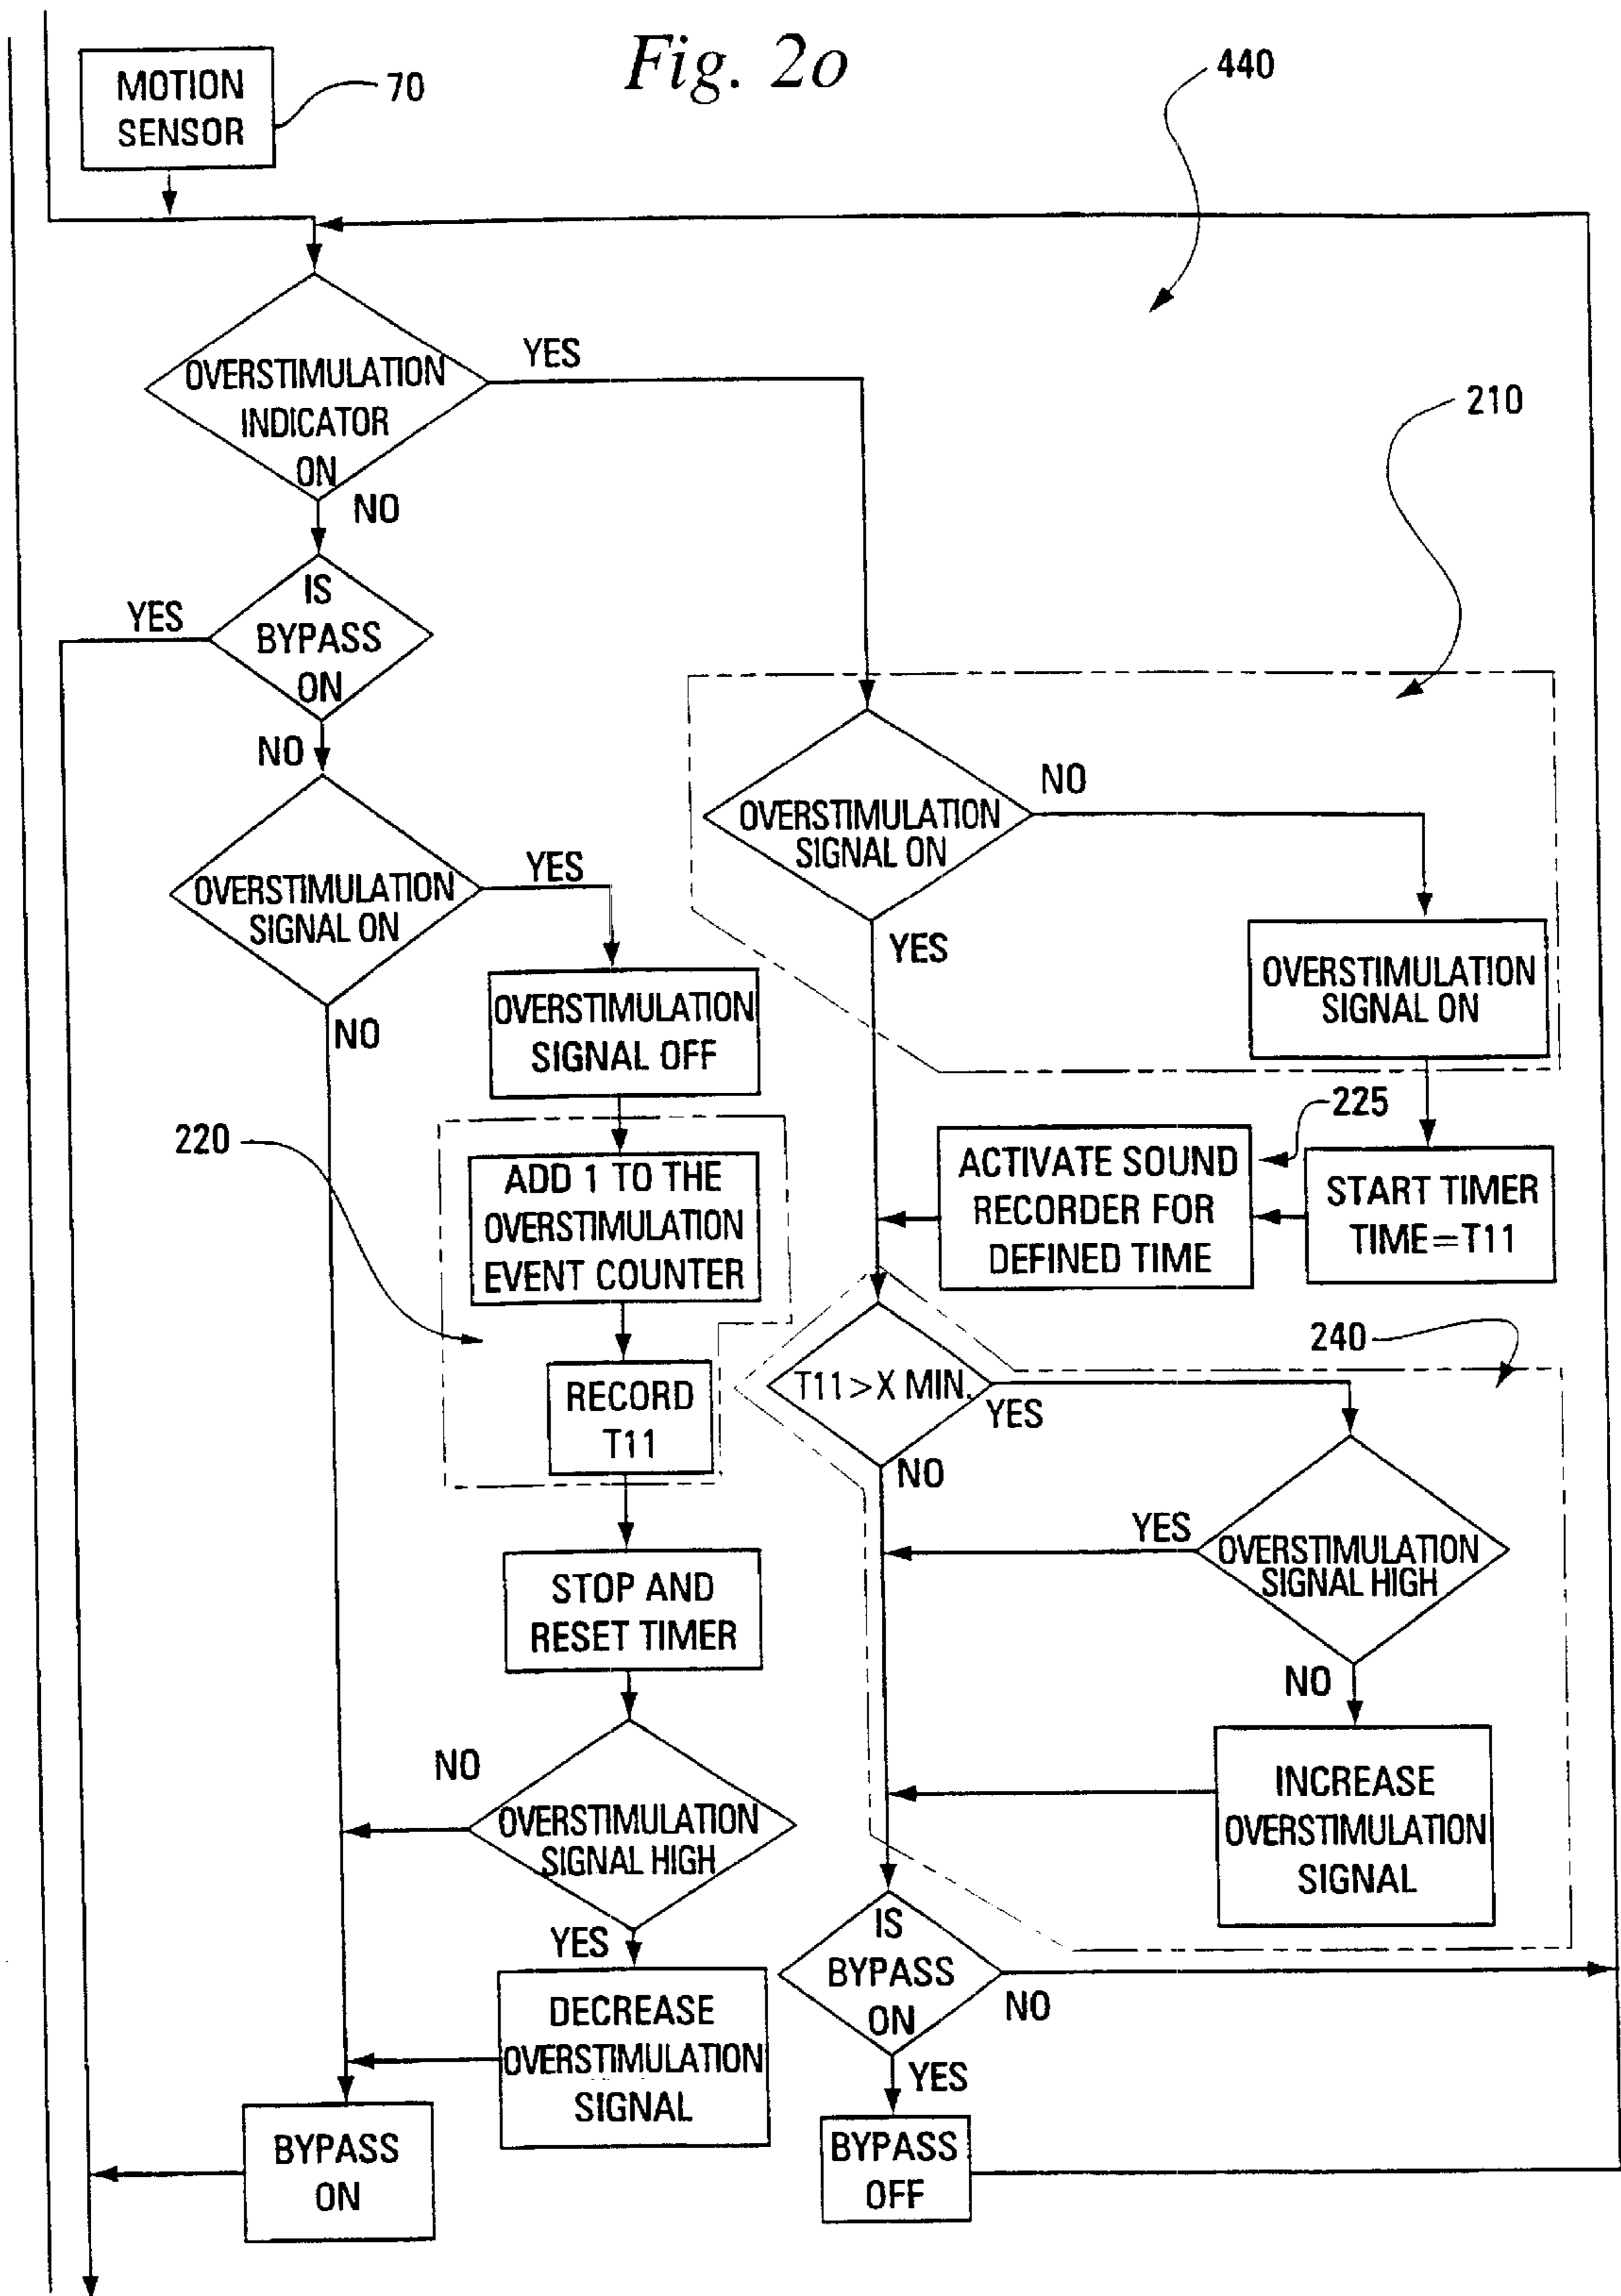 Fig. 2o
MOTION
SENSOR
70
440
OVERSTIMULATION
INDICATOR
ON
YES
NO
210
IS
BYPASS
ON
YES
NO
OVERSTIMULATION
SIGNAL ON
NO
YES
OVERSTIMULATION
SIGNAL ON
OVERSTIMULATION
SIGNAL ON
YES
NO
OVERSTIMULATION
SIGNAL OFF
220
ADD 1 TO THE
OVERSTIMULATION
EVENT COUNTER
225
ACTIVATE SOUND
RECORDER FOR
DEFINED TIME
START TIMER
TIME=T11
RECORD
T11
240
T11>X MIN.
YES
NO
STOP AND
RESET TIMER
YES
OVERSTIMULATION
SIGNAL HIGH
NO
NO
OVERSTIMULATION
SIGNAL HIGH
YES
INCREASE
OVERSTIMULATION
SIGNAL
IS
BYPASS
ON
NO
YES
DECREASE
OVERSTIMULATION
SIGNAL
BYPASS
ON
BYPASS
OFF